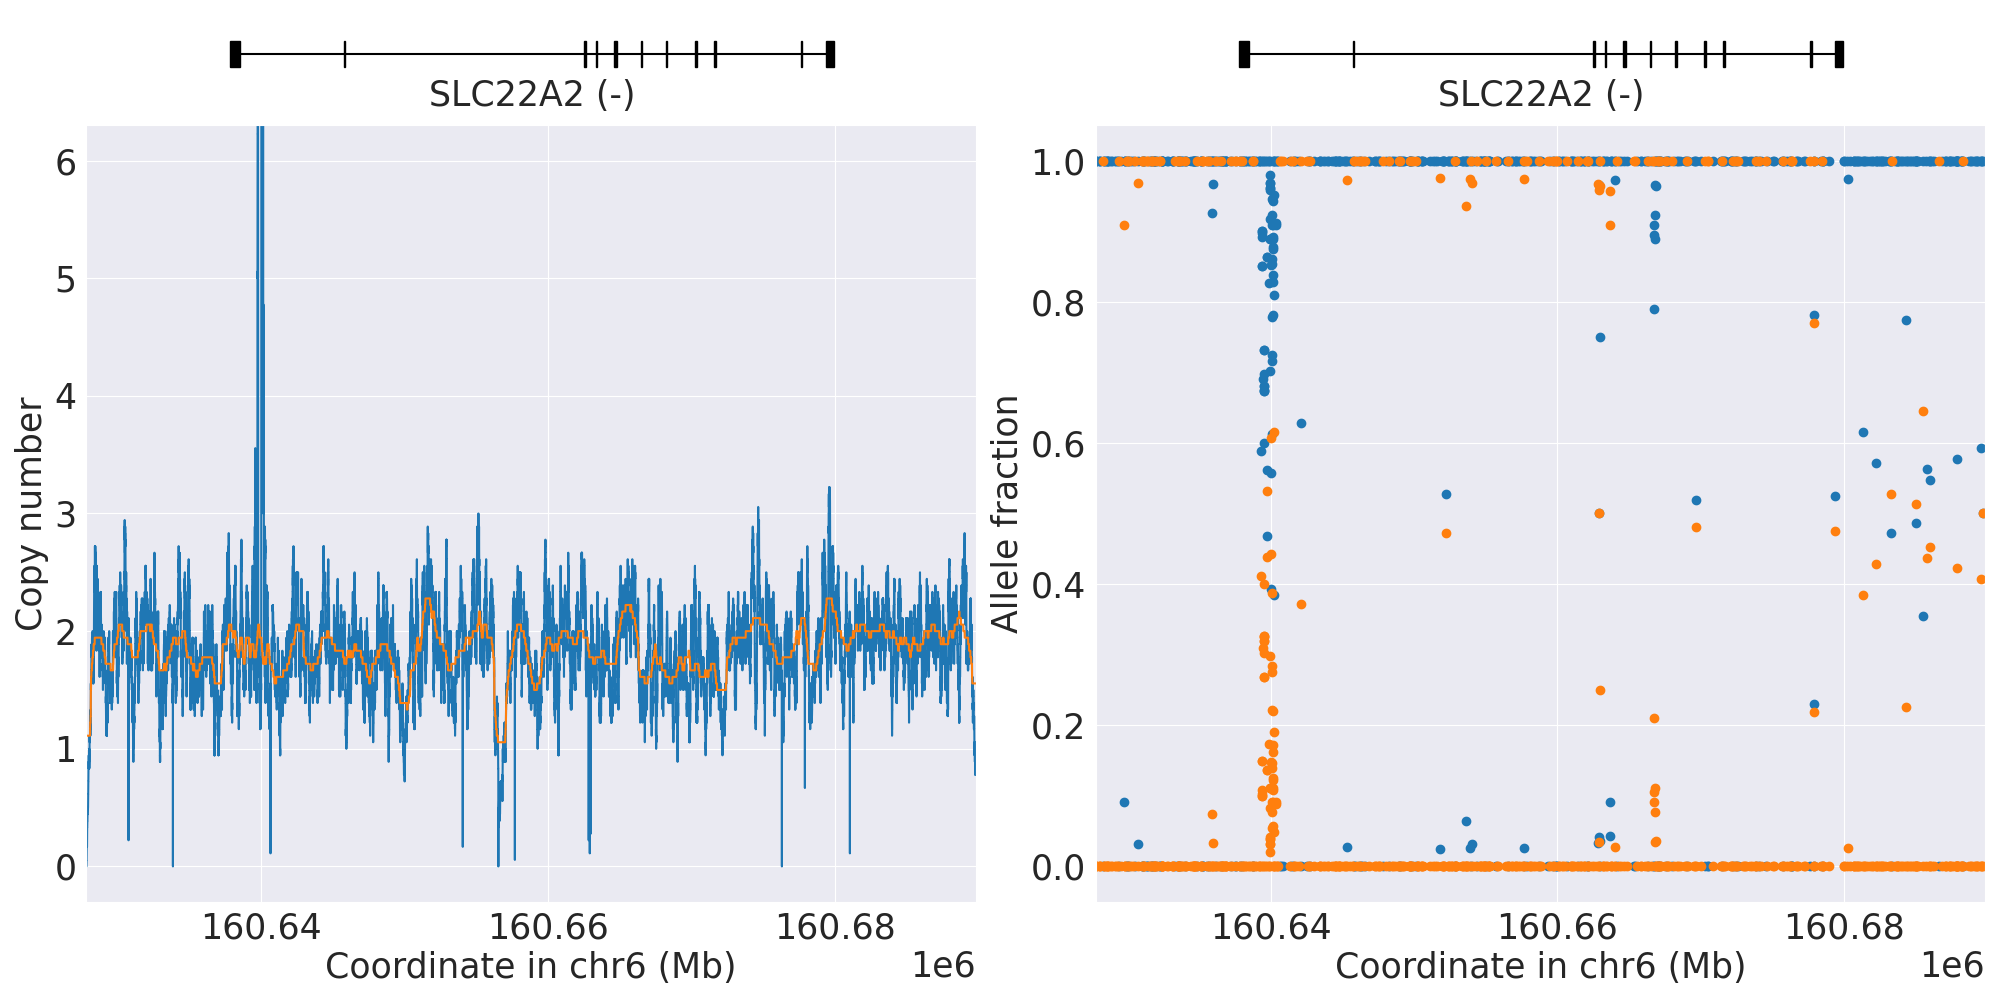 SLC22A2 (-)
6
5
4
3
2
1
0
Copy number
160.64 160.66 160.68
Coordinate in chr6 (Mb) 1e6
SLC22A2 (-)
1.0
0.8
0.6
0.4
0.2
0.0
Allele fraction
160.64 160.66 160.68
Coordinate in chr6 (Mb) 1e6